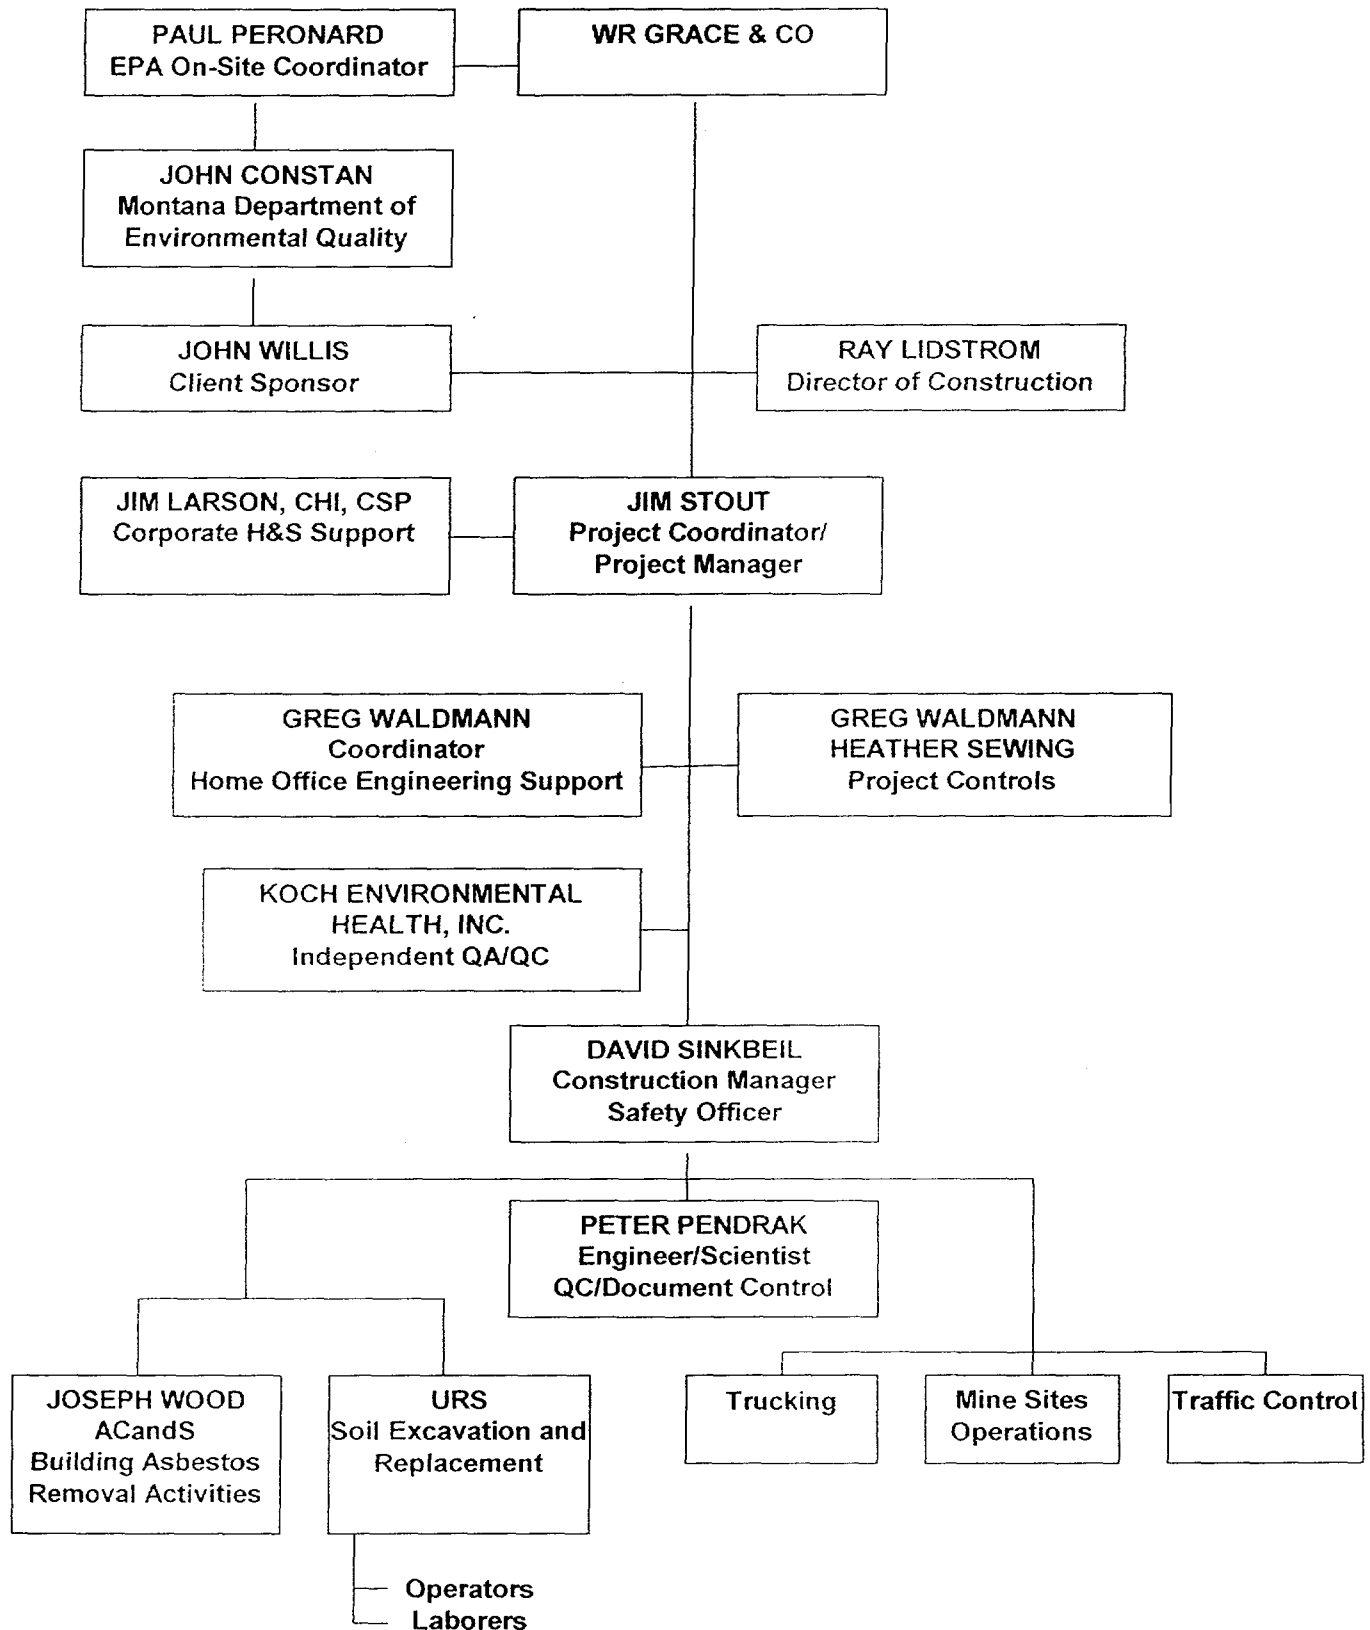 PAUL PERONARD
EPA On-Site Coordinator
WR GRACE & CO
JOHN CONSTAN
Montana Department of
Environmental Quality
JOHN WILLIS
Client Sponsor
RAY LIDSTROM
Director of Construction
JIM LARSON, CHI, CSP
Corporate H&S Support
JIM STOUT
Project Coordinator/
Project Manager
GREG WALDMANN
Coordinator
Home Office Engineering Support
GREG WALDMANN
HEATHER SEWING
Project Controls
KOCH ENVIRONMENTAL
HEALTH, INC.
Independent QA/QC
DAVID SINKBEIL
Construction Manager
Safety Officer
PETER PENDRAK
Engineer/Scientist
QC/Document Control
JOSEPH WOOD
ACandS
Building Asbestos
Removal Activities
URS
Soil Excavation and
Replacement
Trucking
Mine Sites
Operations
Traffic Control
Operators
Laborers